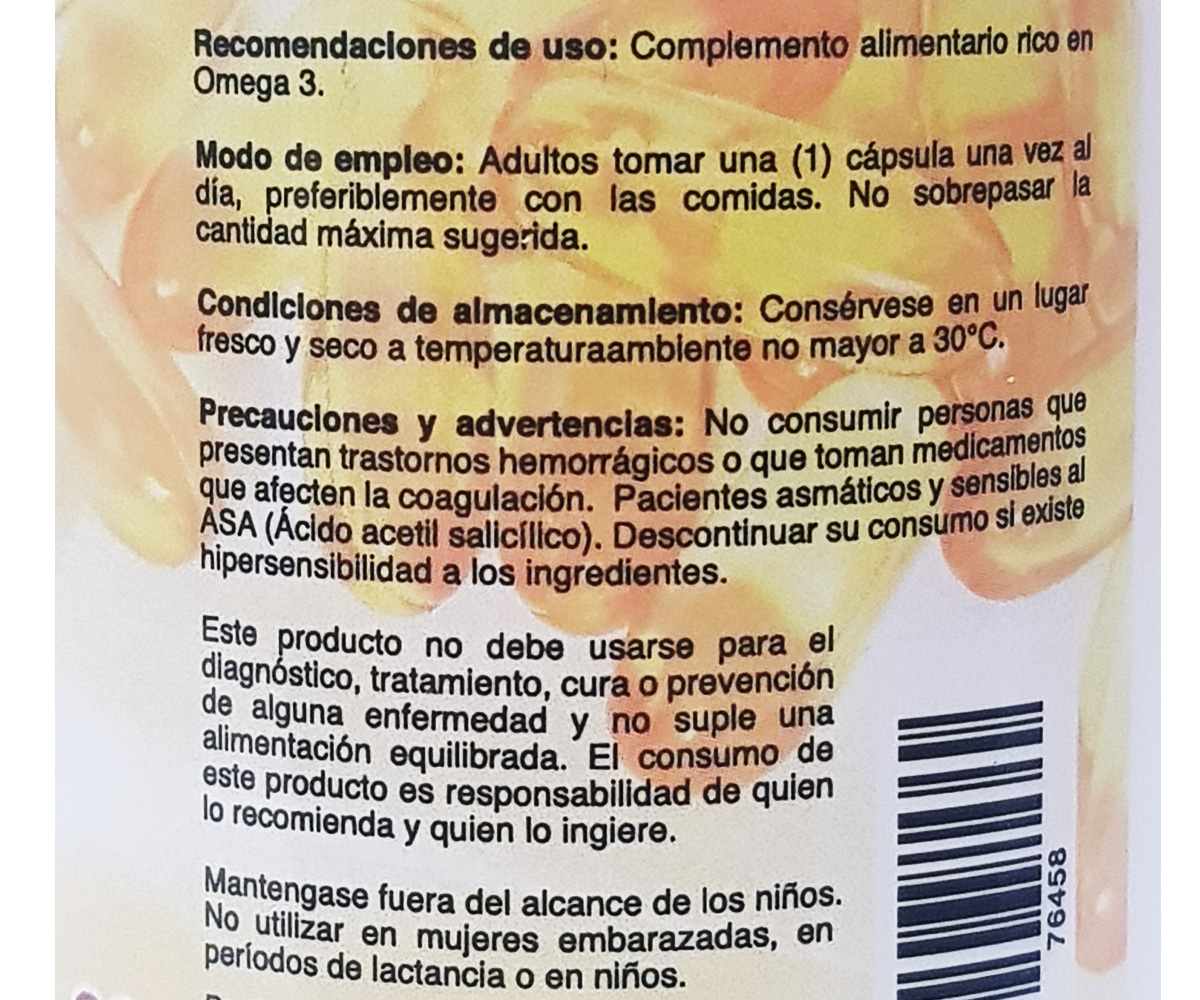 Recomendaciones de uso: Complemento alimentario rico en
Omega 3.
Modo de empleo: Adultos tomar una (1) cápsula una vez al
día, preferiblemente con las comidas. No sobrepasar la
cantidad máxima sugerida.
Condiciones de almacenamiento: Consérvese en un lugar
fresco y seco a temperaturaambiente no mayor a 30°C.
Precauciones y advertencias: No consumir personas que
presentan trastornos hemorrágicos o que toman medicamentos
que afecten la coagulación. Pacientes asmáticos y sensibles al
ASA (Ácido acetil salicílico). Descontinuar su consumo si existe
hipersensibilidad a los ingredientes.
Este producto no debe usarse para el
diagnóstico, tratamiento, cura o prevención
de alguna enfermedad y no suple una
alimentación equilibrada. El consumo de
este producto es responsabilidad de quien
lo recomienda y quien lo ingiere.
Mantengase fuera del alcance de los niños.
No utilizar en mujeres embarazadas, en
períodos de lactancia o en niños.
76458